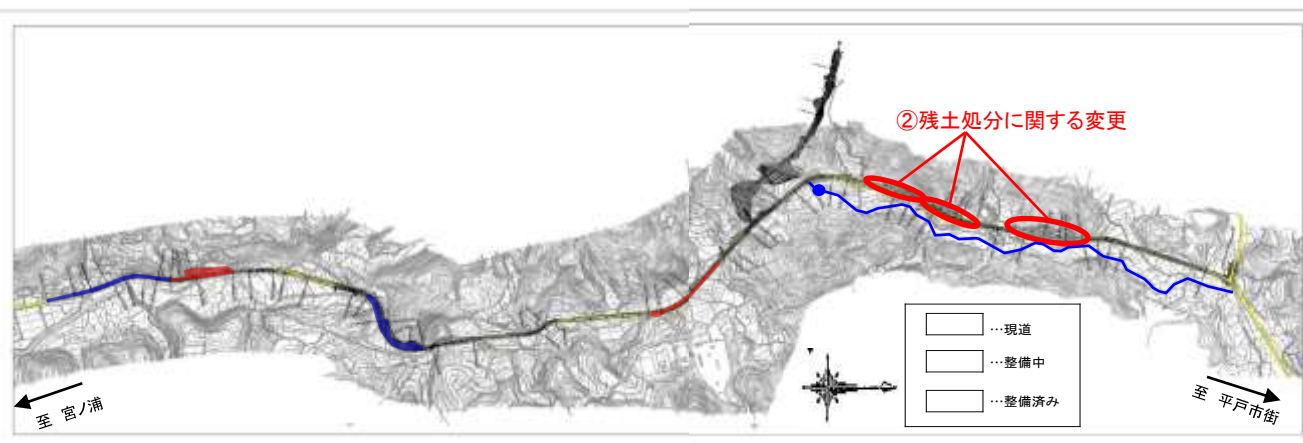 ②残土処分に関する変更
…現道
…整備中
…整備済み
至 宮ノ浦
至 平戸市街